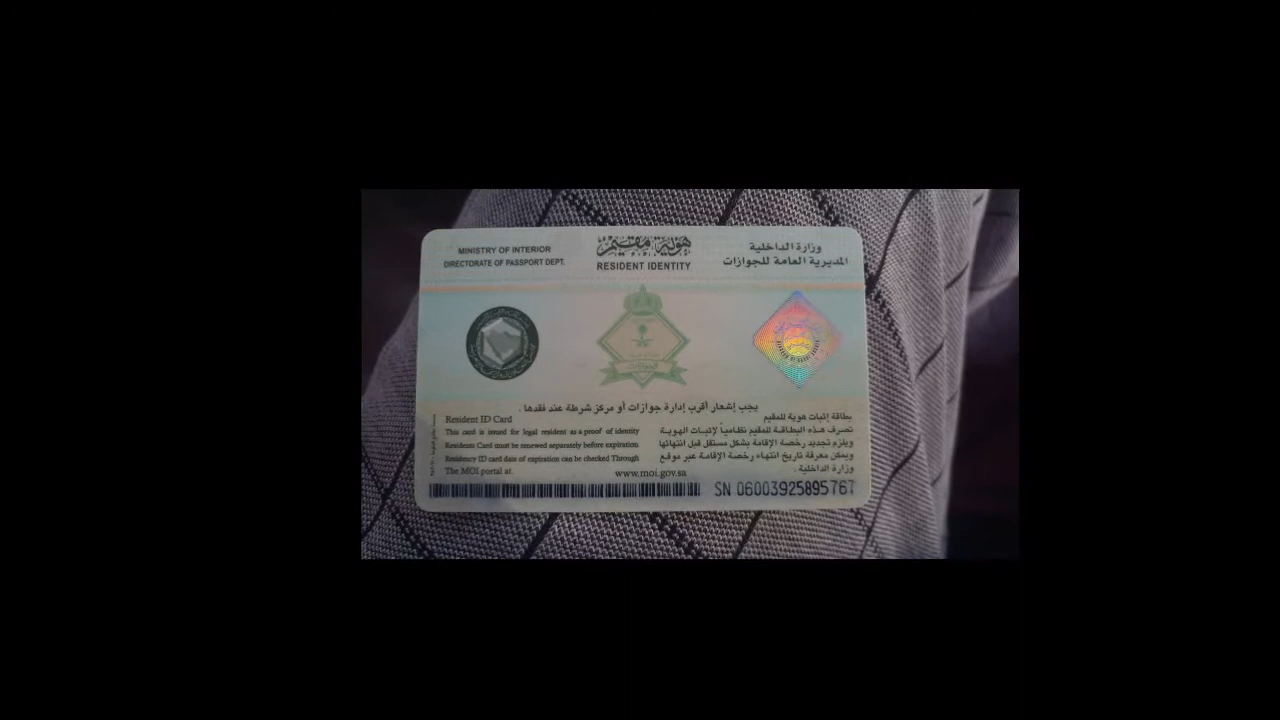 MINISTRY OF INTERIOR
DIRECTORATE OF PASSPORT DEPT.
هوية مقيم
RESIDENT IDENTITY
وزارة الداخلية
المديرية العامة للجوازات
يجب إشعار أقرب إدارة جوازات أو مركز شرطة عند فقدها .
Resident ID Card
This card is issued for legal resident as a proof of identity
Residents Card must be renewed separately before expiration
Residency ID card date of expiration can be checked Through
The MOI portal at: www.moi.gov.sa
بطاقة إثبات هوية للمقيم
تصرف هذه البطاقة للمقيم نظامياً لإثبات الهوية
ويلزم تجديد رخصة الإقامة بشكل مستقل قبل انتهائها
ويمكن معرفة تاريخ انتهاء رخصة الإقامة عبر موقع
وزارة الداخلية .
SN 06003925895767